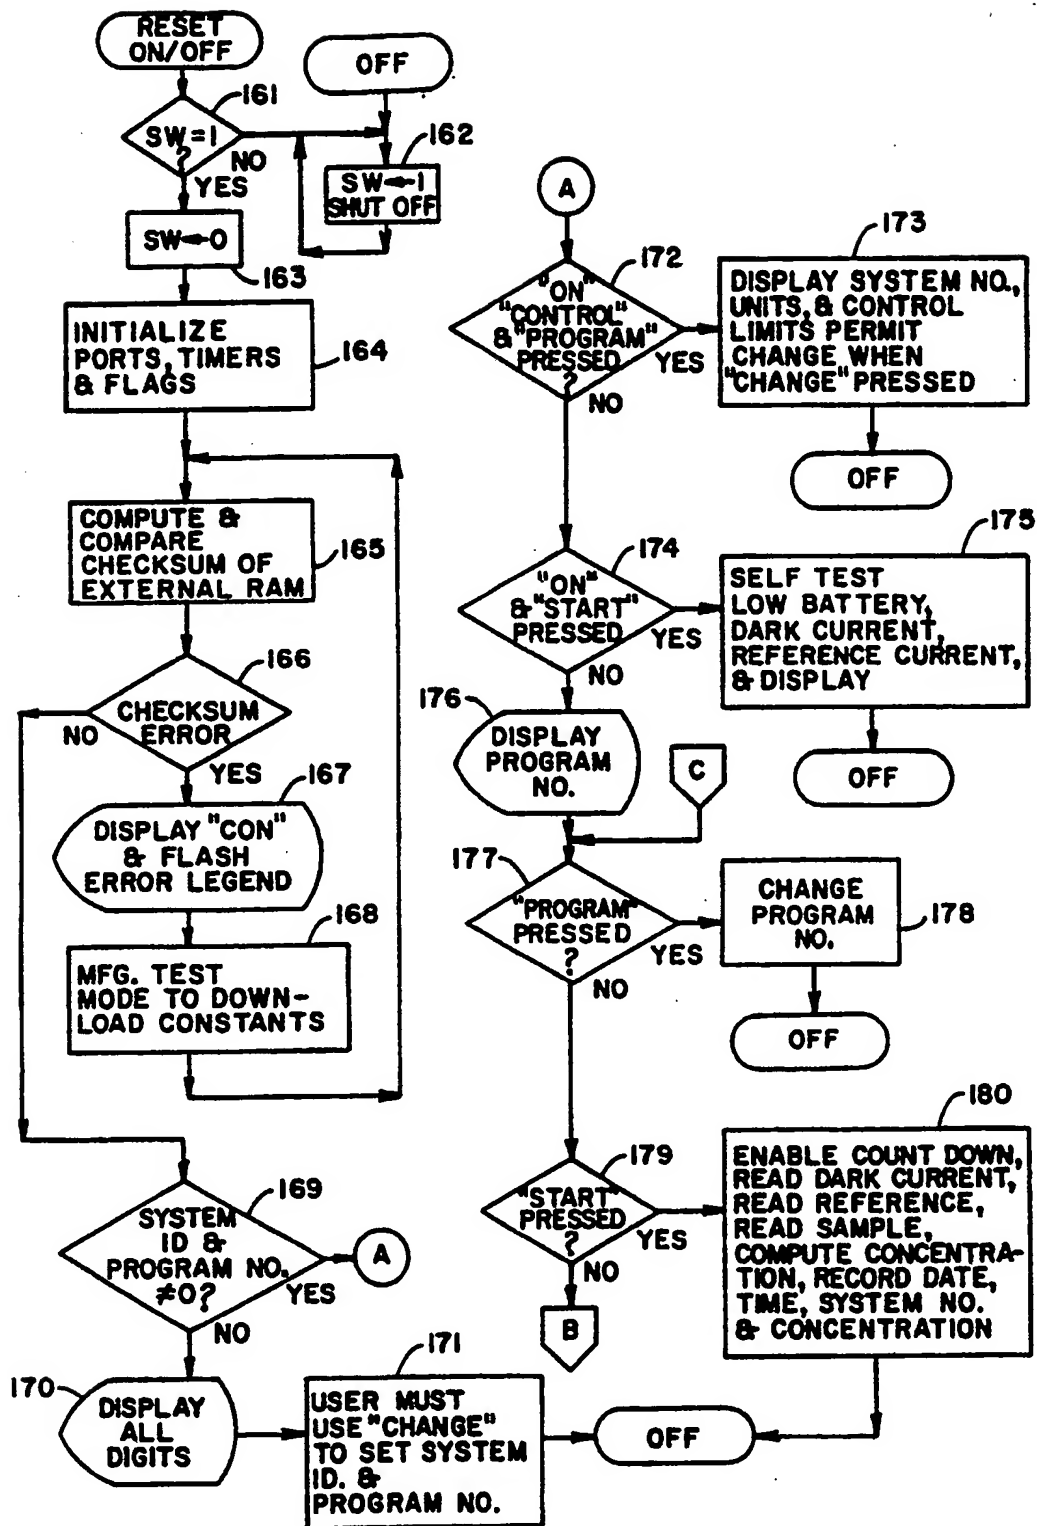 RESET
ON/OFF
OFF
161
SW=1
?
NO
YES
162
SW←1
SHUT OFF
SW←0
163
INITIALIZE
PORTS, TIMERS
& FLAGS
164
COMPUTE &
COMPARE
CHECKSUM OF
EXTERNAL RAM
165
166
CHECKSUM
ERROR
NO
YES
167
DISPLAY "CON"
& FLASH
ERROR LEGEND
168
MFG. TEST
MODE TO DOWN-
LOAD CONSTANTS
169
SYSTEM
ID &
PROGRAM NO.
≠0?
YES
A
NO
170
DISPLAY
ALL
DIGITS
171
USER MUST
USE "CHANGE"
TO SET SYSTEM
ID. &
PROGRAM NO.
OFF
A
172
"ON"
"CONTROL"
& "PROGRAM"
PRESSED
?
YES
NO
173
DISPLAY SYSTEM NO.,
UNITS, & CONTROL
LIMITS PERMIT
CHANGE WHEN
"CHANGE" PRESSED
OFF
174
"ON"
& "START"
PRESSED
YES
NO
175
SELF TEST
LOW BATTERY,
DARK CURRENT,
REFERENCE CURRENT,
& DISPLAY
OFF
176
DISPLAY
PROGRAM
NO.
C
177
"PROGRAM"
PRESSED
?
YES
NO
CHANGE
PROGRAM
NO.
178
OFF
179
"START"
PRESSED
?
YES
NO
B
180
ENABLE COUNT DOWN,
READ DARK CURRENT,
READ REFERENCE,
READ SAMPLE,
COMPUTE CONCENTRA-
TION, RECORD DATE,
TIME, SYSTEM NO.
& CONCENTRATION